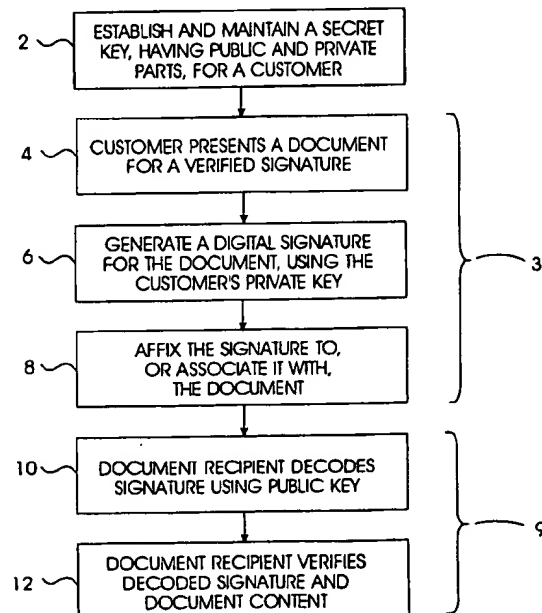 2
ESTABLISH AND MAINTAIN A SECRET
KEY, HAVING PUBLIC AND PRIVATE
PARTS, FOR A CUSTOMER
4
CUSTOMER PRESENTS A DOCUMENT
FOR A VERIFIED SIGNATURE
6
GENERATE A DIGITAL SIGNATURE
FOR THE DOCUMENT, USING THE
CUSTOMER'S PRIVATE KEY
3
8
AFFIX THE SIGNATURE TO,
OR ASSOCIATE IT WITH,
THE DOCUMENT
10
DOCUMENT RECIPIENT DECODES
SIGNATURE USING PUBLIC KEY
9
12
DOCUMENT RECIPIENT VERIFIES
DECODED SIGNATURE AND
DOCUMENT CONTENT